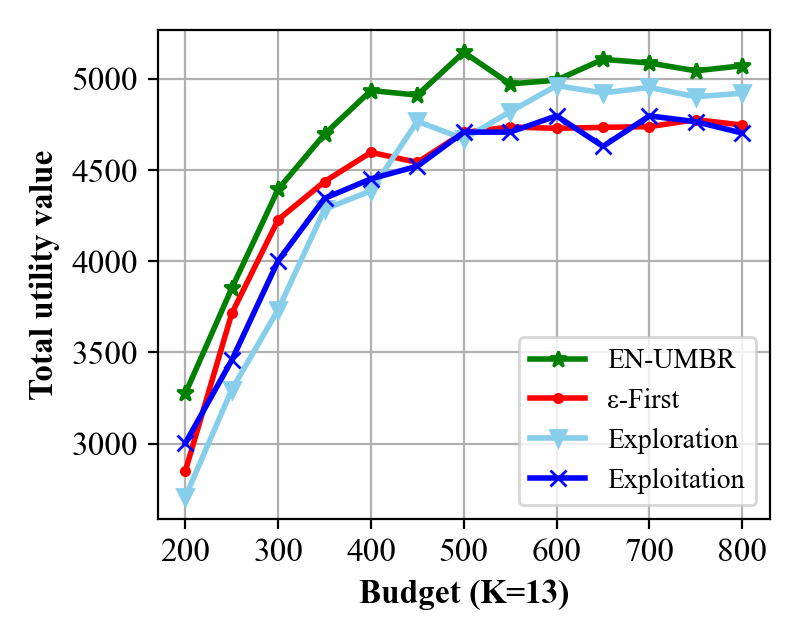 Total utility value
5000
4500
4000
3500
3000
EN-UMBR
ε-First
Exploration
Exploitation
200 300 400 500 600 700 800
Budget (K=13)